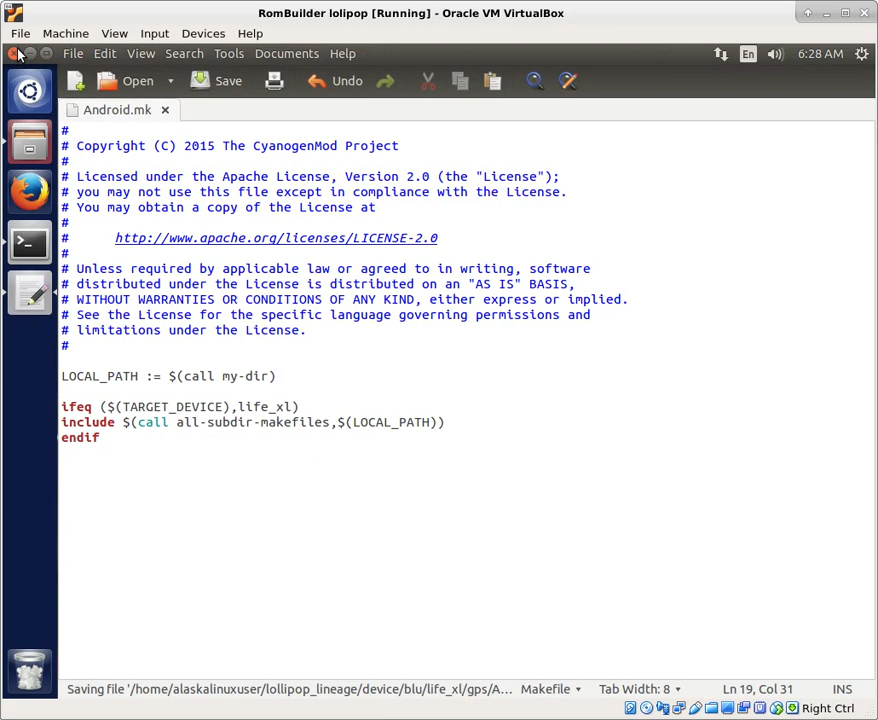 RomBuilder lolipop [Running] - Oracle VM VirtualBox
File Machine View Input Devices Help
File Edit View Search Tools Documents Help En 6:28 AM
Open Save Undo
Android.mk
#
# Copyright (C) 2015 The CyanogenMod Project
#
# Licensed under the Apache License, Version 2.0 (the "License");
# you may not use this file except in compliance with the License.
# You may obtain a copy of the License at
#
#      http://www.apache.org/licenses/LICENSE-2.0
#
# Unless required by applicable law or agreed to in writing, software
# distributed under the License is distributed on an "AS IS" BASIS,
# WITHOUT WARRANTIES OR CONDITIONS OF ANY KIND, either express or implied.
# See the License for the specific language governing permissions and
# limitations under the License.
#
LOCAL_PATH := $(call my-dir)
ifeq ($(TARGET_DEVICE),life_xl)
include $(call all-subdir-makefiles,$(LOCAL_PATH))
endif
Saving file '/home/alaskalinuxuser/lollipop_lineage/device/blu/life_xl/gps/A... Makefile Tab Width: 8 Ln 19, Col 31 INS
Right Ctrl